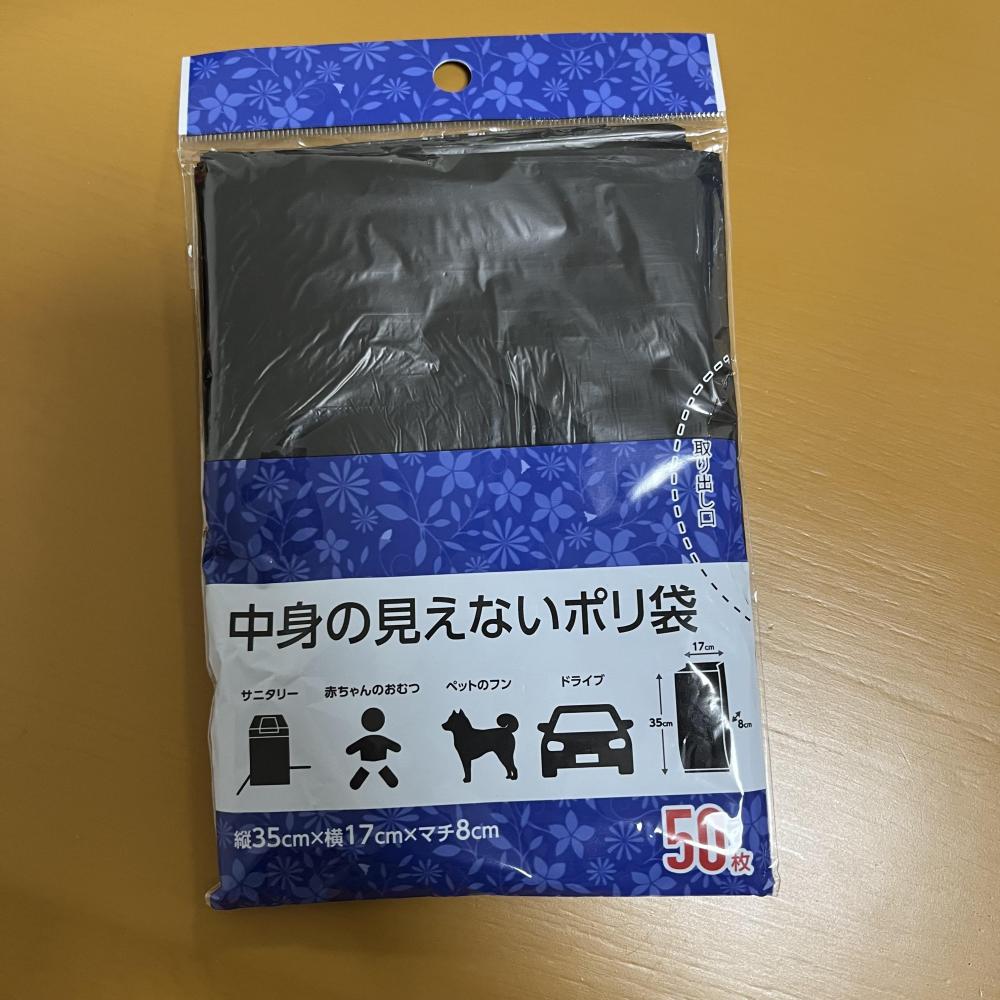 取り出し口
中身の見えないポリ袋
サニタリー
赤ちゃんのおむつ
ペットのフン
ドライブ
17cm
35cm
8cm
縦35cm×横17cm×マチ8cm
50枚